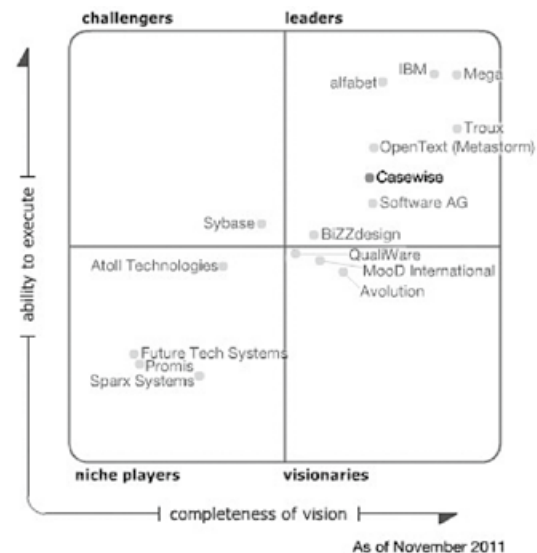 challengers
leaders
IBM
Mega
alfabet
Troux
OpenText (Metastorm)
Casewise
Software AG
Sybase
BiZZdesign
QualiWare
Atoll Technologies
MooD International
Avolution
Future Tech Systems
Promis
Sparx Systems
ability to execute
niche players
visionaries
completeness of vision
As of November 2011